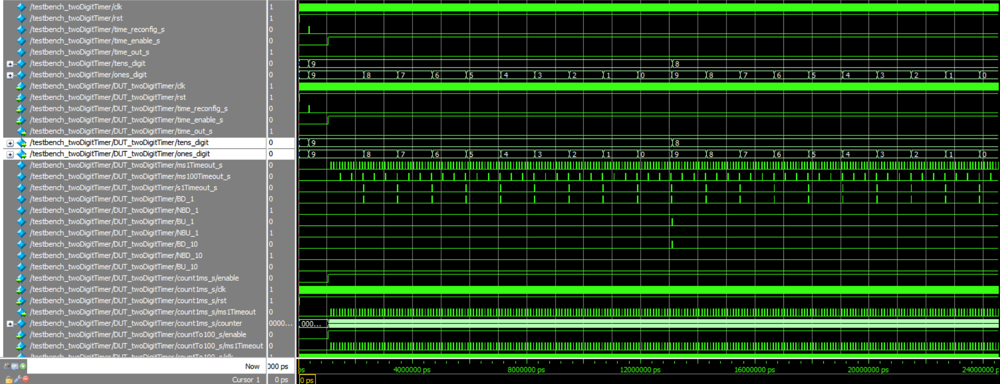 /testbench_twoDigitTimer/clk 1
/testbench_twoDigitTimer/rst 1
/testbench_twoDigitTimer/time_reconfig_s 0
/testbench_twoDigitTimer/time_enable_s 0
/testbench_twoDigitTimer/time_out_s 1
/testbench_twoDigitTimer/tens_digit 0 9 8
/testbench_twoDigitTimer/ones_digit 0 9 8 7 6 5 4 3 2 1 0 9 8 7 6 5 4 3 2 1 0
/testbench_twoDigitTimer/DUT_twoDigitTimer/clk 1
/testbench_twoDigitTimer/DUT_twoDigitTimer/rst 1
/testbench_twoDigitTimer/DUT_twoDigitTimer/time_reconfig_s 0
/testbench_twoDigitTimer/DUT_twoDigitTimer/time_enable_s 0
/testbench_twoDigitTimer/DUT_twoDigitTimer/time_out_s 1
/testbench_twoDigitTimer/DUT_twoDigitTimer/tens_digit 0 9 8
/testbench_twoDigitTimer/DUT_twoDigitTimer/ones_digit 0 9 8 7 6 5 4 3 2 1 0 9 8 7 6 5 4 3 2 1 0
/testbench_twoDigitTimer/DUT_twoDigitTimer/ms1Timeout_s 0
/testbench_twoDigitTimer/DUT_twoDigitTimer/ms100Timeout_s 0
/testbench_twoDigitTimer/DUT_twoDigitTimer/s1Timeout_s 0
/testbench_twoDigitTimer/DUT_twoDigitTimer/BD_1 0
/testbench_twoDigitTimer/DUT_twoDigitTimer/NBD_1 1
/testbench_twoDigitTimer/DUT_twoDigitTimer/BU_1 0
/testbench_twoDigitTimer/DUT_twoDigitTimer/NBU_1 1
/testbench_twoDigitTimer/DUT_twoDigitTimer/BD_10 0
/testbench_twoDigitTimer/DUT_twoDigitTimer/NBD_10 1
/testbench_twoDigitTimer/DUT_twoDigitTimer/BU_10 0
/testbench_twoDigitTimer/DUT_twoDigitTimer/count1ms_s/enable 0
/testbench_twoDigitTimer/DUT_twoDigitTimer/count1ms_s/clk 1
/testbench_twoDigitTimer/DUT_twoDigitTimer/count1ms_s/rst 1
/testbench_twoDigitTimer/DUT_twoDigitTimer/count1ms_s/ms1Timeout 0
/testbench_twoDigitTimer/DUT_twoDigitTimer/count1ms_s/counter 0000... 000...
/testbench_twoDigitTimer/DUT_twoDigitTimer/countTo100_s/enable 0
/testbench_twoDigitTimer/DUT_twoDigitTimer/countTo100_s/ms1Timeout 0
/testbench_twoDigitTimer/DUT_twoDigitTimer/countTo100_s/clk 1
Now 000 ps ps 4000000 ps 8000000 ps 12000000 ps 16000000 ps 20000000 ps 24000000 p
Cursor 1 0 ps 0 ps